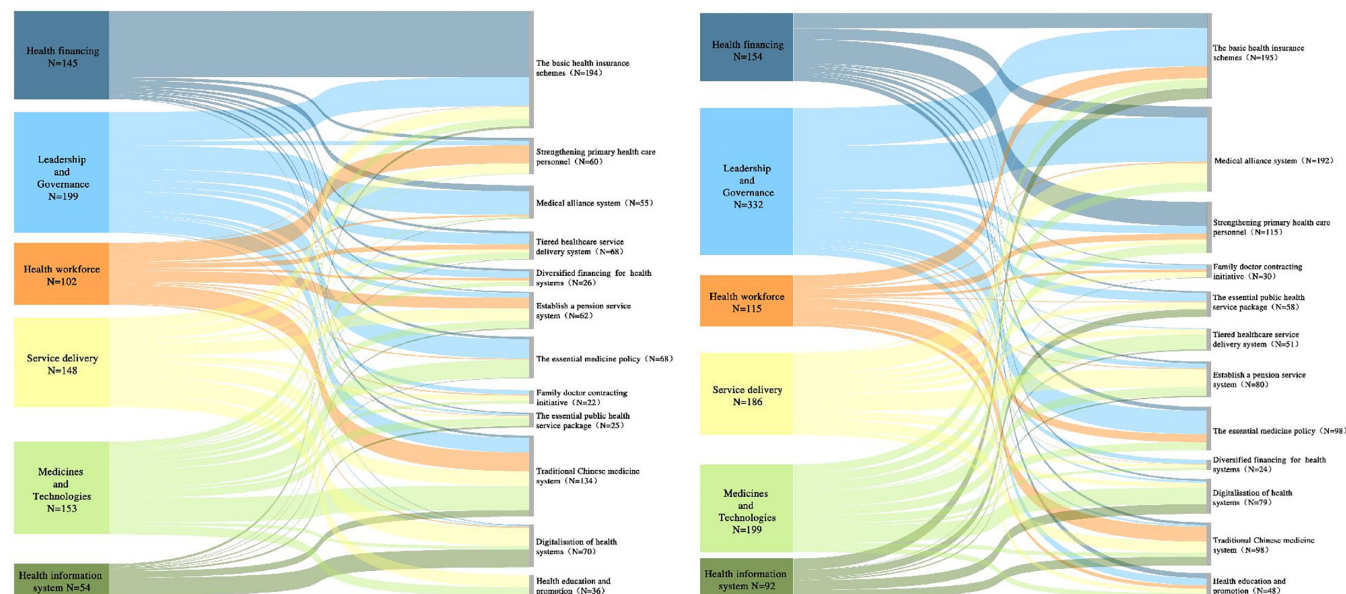 Health financing
N=145
Leadership
and
Governance
N=199
Health workforce
N=102
Service delivery
N=148
Medicines
and
Technologies
N=153
Health information
system N=54
The basic health insurance
schemes（N=194）
Strengthening primary health care
personnel（N=60）
Medical alliance system（N=55）
Tiered healthcare service
delivery system（N=68）
Diversified financing for health
systems（N=26）
Establish a pension service
system（N=62）
The essential medicine policy（N=68）
Family doctor contracting
initiative（N=22）
The essential public health
service package（N=25）
Traditional Chinese medicine
system（N=134）
Digitalisation of health
systems（N=70）
Health education and
promotion（N=36）
Health financing
N=154
Leadership
and
Governance
N=332
Health workforce
N=115
Service delivery
N=186
Medicines
and
Technologies
N=199
Health information
system N=92
The basic health insurance
schemes（N=195）
Medical alliance system（N=192）
Strengthening primary health care
personnel（N=115）
Family doctor contracting
initiative（N=30）
The essential public health
service package（N=58）
Tiered healthcare service
delivery system（N=51）
Establish a pension service
system（N=80）
The essential medicine policy（N=98）
Diversified financing for health
systems（N=24）
Digitalisation of health
systems（N=79）
Traditional Chinese medicine
system（N=98）
Health education and
promotion（N=48）